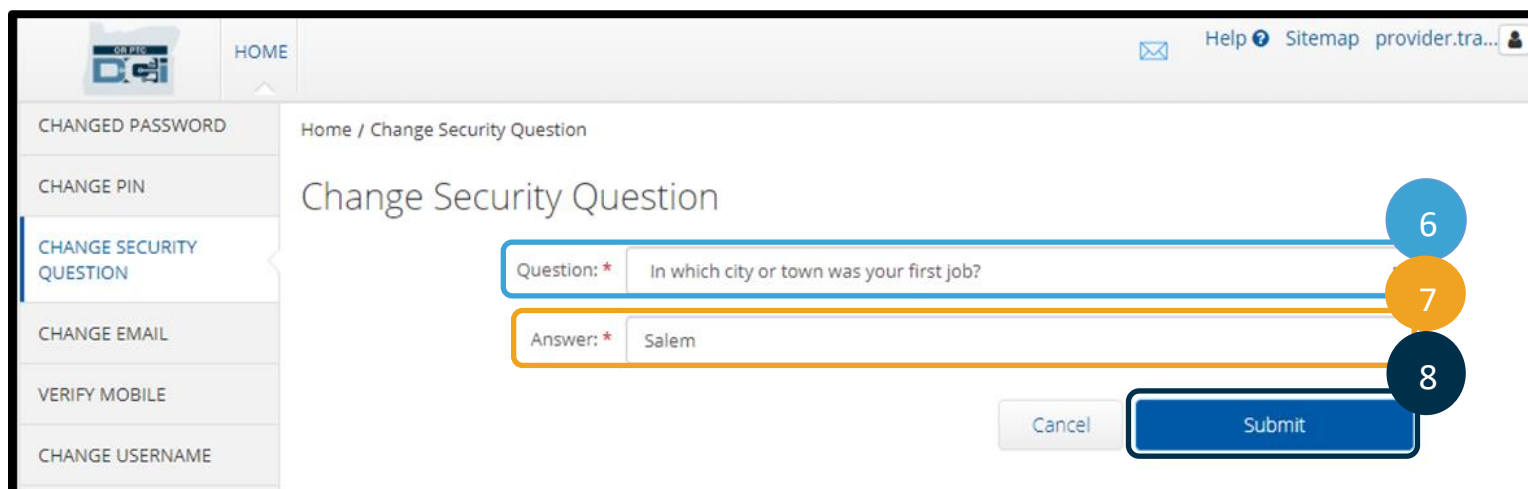 OR PTC
DCi
HOME
Help ? Sitemap provider.tra...
CHANGED PASSWORD
CHANGE PIN
CHANGE SECURITY
QUESTION
CHANGE EMAIL
VERIFY MOBILE
CHANGE USERNAME
Home / Change Security Question
Change Security Question
6
Question: * In which city or town was your first job?
7
Answer: * Salem
8
Cancel Submit